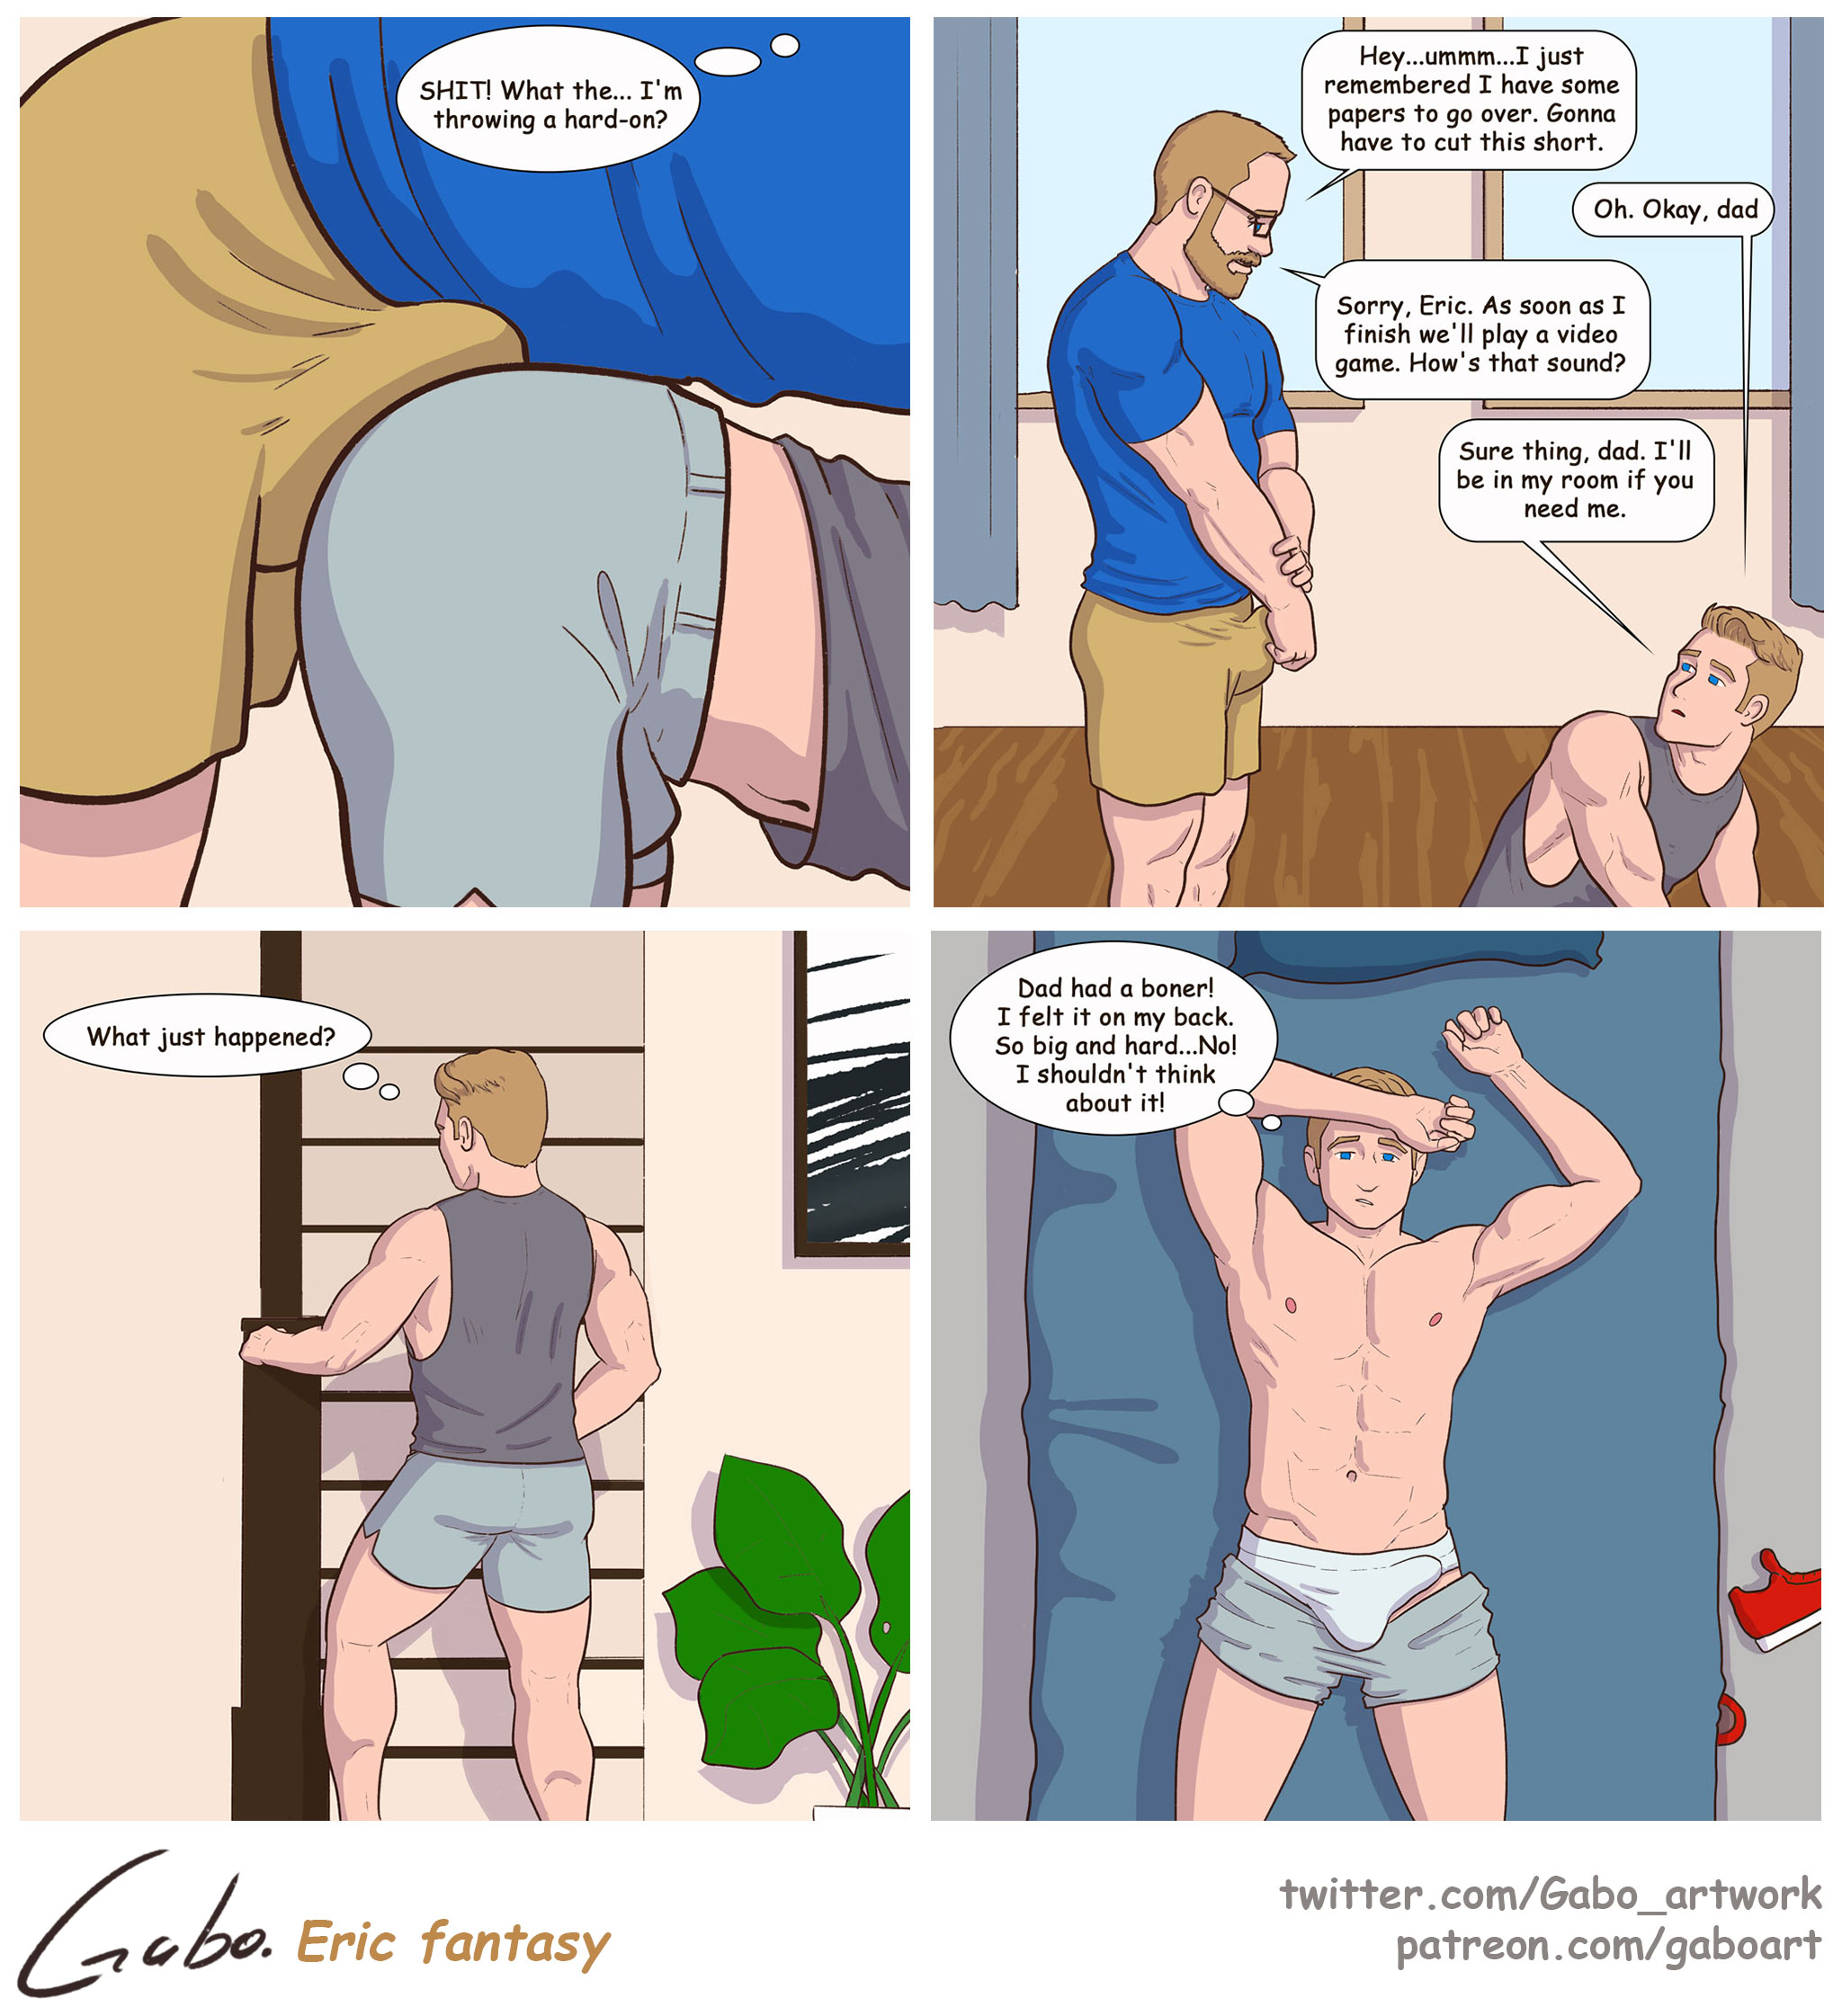 SHIT! What the... I'm
throwing a hard-on?
Hey...ummm...I just
remembered I have some
papers to go over. Gonna
have to cut this short.
Oh. Okay, dad
Sorry, Eric. As soon as I
finish we'll play a video
game. How's that sound?
Sure thing, dad. I'll
be in my room if you
need me.
What just happened?
Dad had a boner!
I felt it on my back.
So big and hard...No!
I shouldn't think
about it!
Gabo. Eric fantasy
twitter.com/Gabo_artwork
patreon.com/gaboart